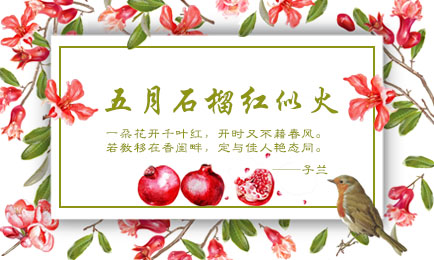 五月石榴红似火
一朵花开千叶红，开时又不藉春风。
若教移在香闺畔，定与佳人艳态同。
——子兰